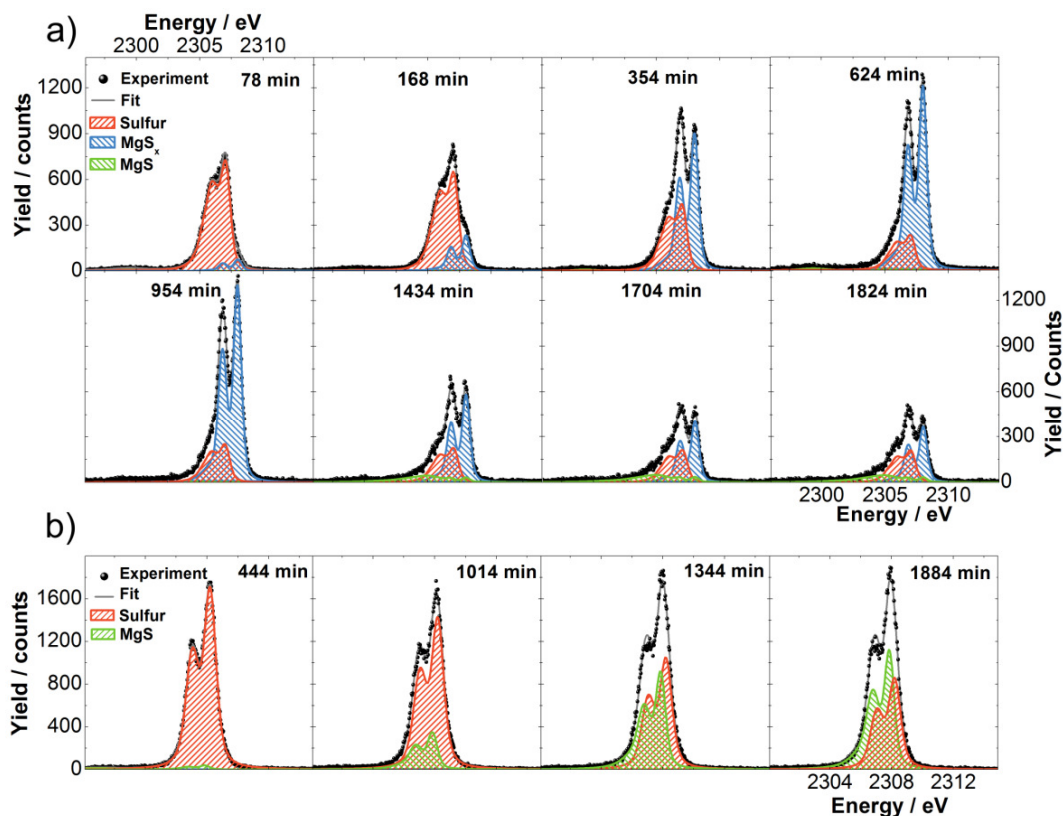 a)
Energy / eV
2300 2305 2310
Experiment
Fit
Sulfur
MgSx
MgS
78 min
168 min
354 min
624 min
1200
900
600
300
0
Yield / counts
954 min
1434 min
1704 min
1824 min
1200
900
600
300
0
Yield / Counts
2300 2305 2310
Energy / eV
b)
Experiment
Fit
Sulfur
MgS
444 min
1014 min
1344 min
1884 min
1600
1200
800
400
0
Yield / counts
2304 2308 2312
Energy / eV